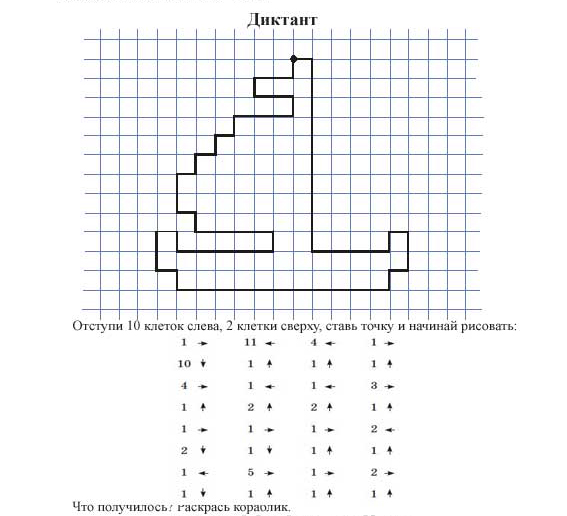 Диктант
Отступи 10 клеток слева, 2 клетки сверху, ставь точку и начинай рисовать:
1 → 11 ← 4 ← 1 →
10 ↓ 1 ↑ 1 ↑ 1 ↑
4 → 1 ← 1 ← 3 →
1 ↑ 2 ↑ 2 ↑ 1 ↑
1 → 1 → 1 → 2 ←
2 ↓ 1 ↓ 1 ↑ 1 ↑
1 ← 5 → 1 → 2 →
1 ↓ 1 ↑ 1 ↑ 1 ↑
Что получилось? Раскрась кораблик.